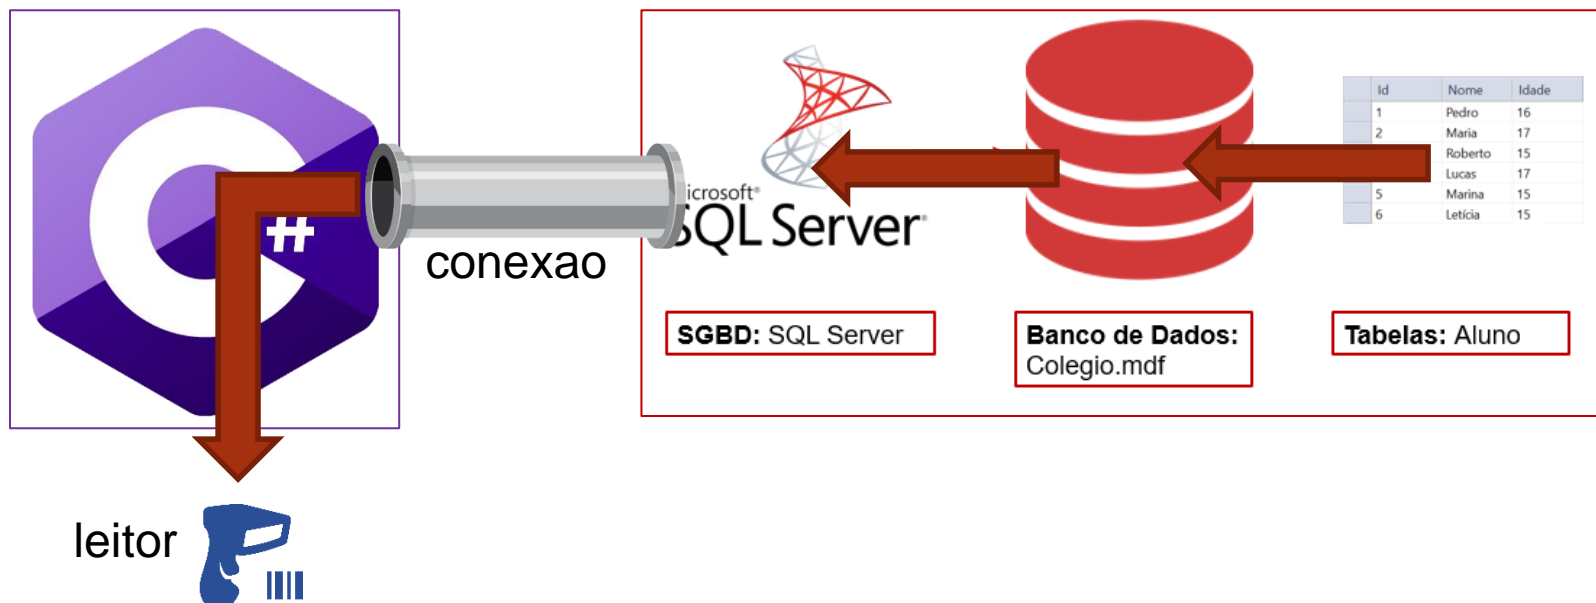 #
conexao
icrosoft
SQL Server
SGBD: SQL Server
Banco de Dados:
Colegio.mdf
Tabelas: Aluno
Id Nome Idade
1 Pedro 16
2 Maria 17
Roberto 15
Lucas 17
5 Marina 15
6 Letícia 15
leitor